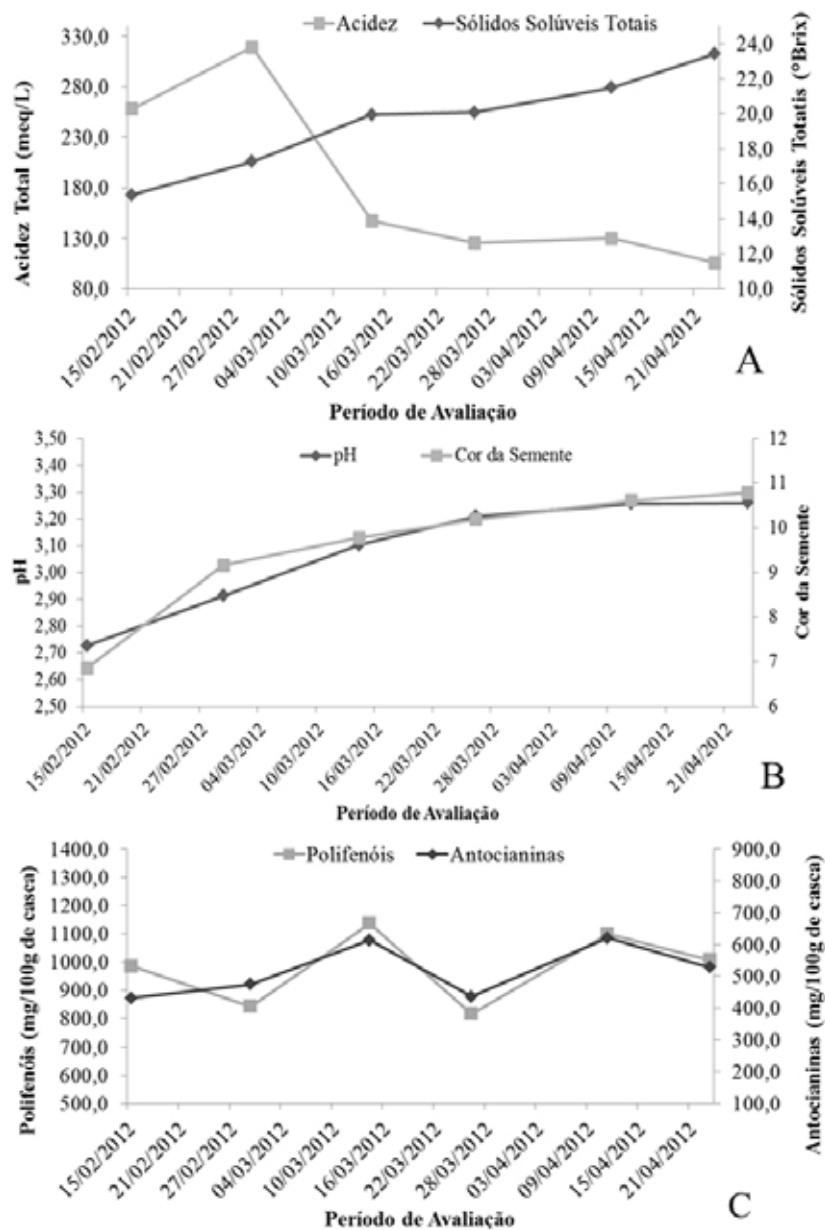 Acidez Sólidos Solúveis Totais
Acidez Total (meq/L)
330,0
280,0
230,0
180,0
130,0
80,0
24,0
22,0
20,0
18,0
16,0
14,0
12,0
10,0
Sólidos Solúveis Totatis (°Brix)
15/02/2012 21/02/2012 27/02/2012 04/03/2012 10/03/2012 16/03/2012 22/03/2012 28/03/2012 03/04/2012 09/04/2012 15/04/2012 21/04/2012
Período de Avaliação
A
pH Cor da Semente
pH
3,50
3,40
3,30
3,20
3,10
3,00
2,90
2,80
2,70
2,60
2,50
12
11
10
9
8
7
6
Cor da Semente
15/02/2012 21/02/2012 27/02/2012 04/03/2012 10/03/2012 16/03/2012 22/03/2012 28/03/2012 03/04/2012 09/04/2012 15/04/2012 21/04/2012
Período de Avaliação
B
Polifenóis Antocianinas
Polifenóis (mg/100g de casca)
1400,0
1300,0
1200,0
1100,0
1000,0
900,0
800,0
700,0
600,0
500,0
900,0
800,0
700,0
600,0
500,0
400,0
300,0
200,0
100,0
Antocianinas (mg/100g de casca)
15/02/2012 21/02/2012 27/02/2012 04/03/2012 10/03/2012 16/03/2012 22/03/2012 28/03/2012 03/04/2012 09/04/2012 15/04/2012 21/04/2012
Período de Avaliação
C